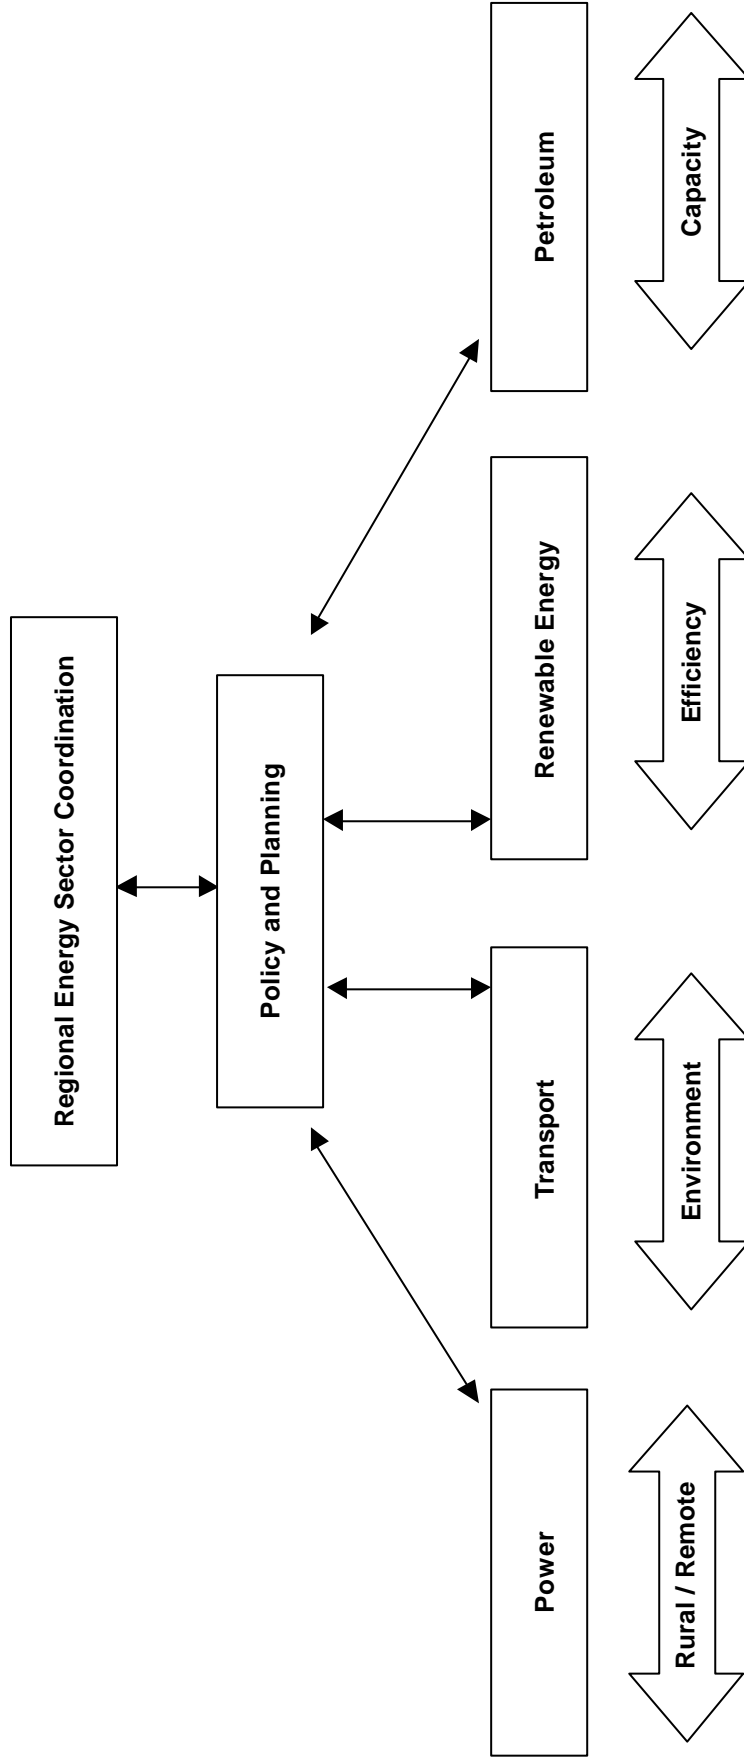 Regional Energy Sector Coordination
Policy and Planning
Power
Transport
Renewable Energy
Petroleum
Rural / Remote
Environment
Efficiency
Capacity